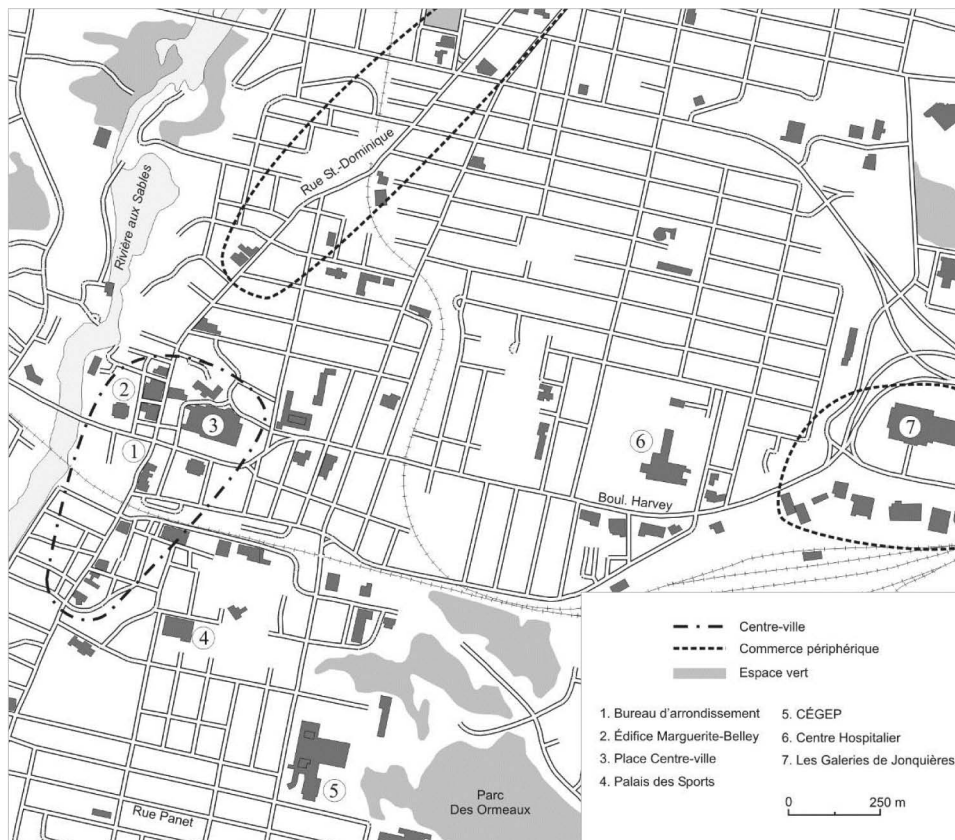 Rue St.-Dominique
Rivière aux Sables
2
3
1
6
7
Boul. Harvey
4
5
Parc
Des Ormeaux
Rue Panet
Centre-ville
Commerce périphérique
Espace vert
1. Bureau d'arrondissement
2. Édifice Marguerite-Belley
3. Place Centre-ville
4. Palais des Sports
5. CÉGEP
6. Centre Hospitalier
7. Les Galeries de Jonquières
0 250 m